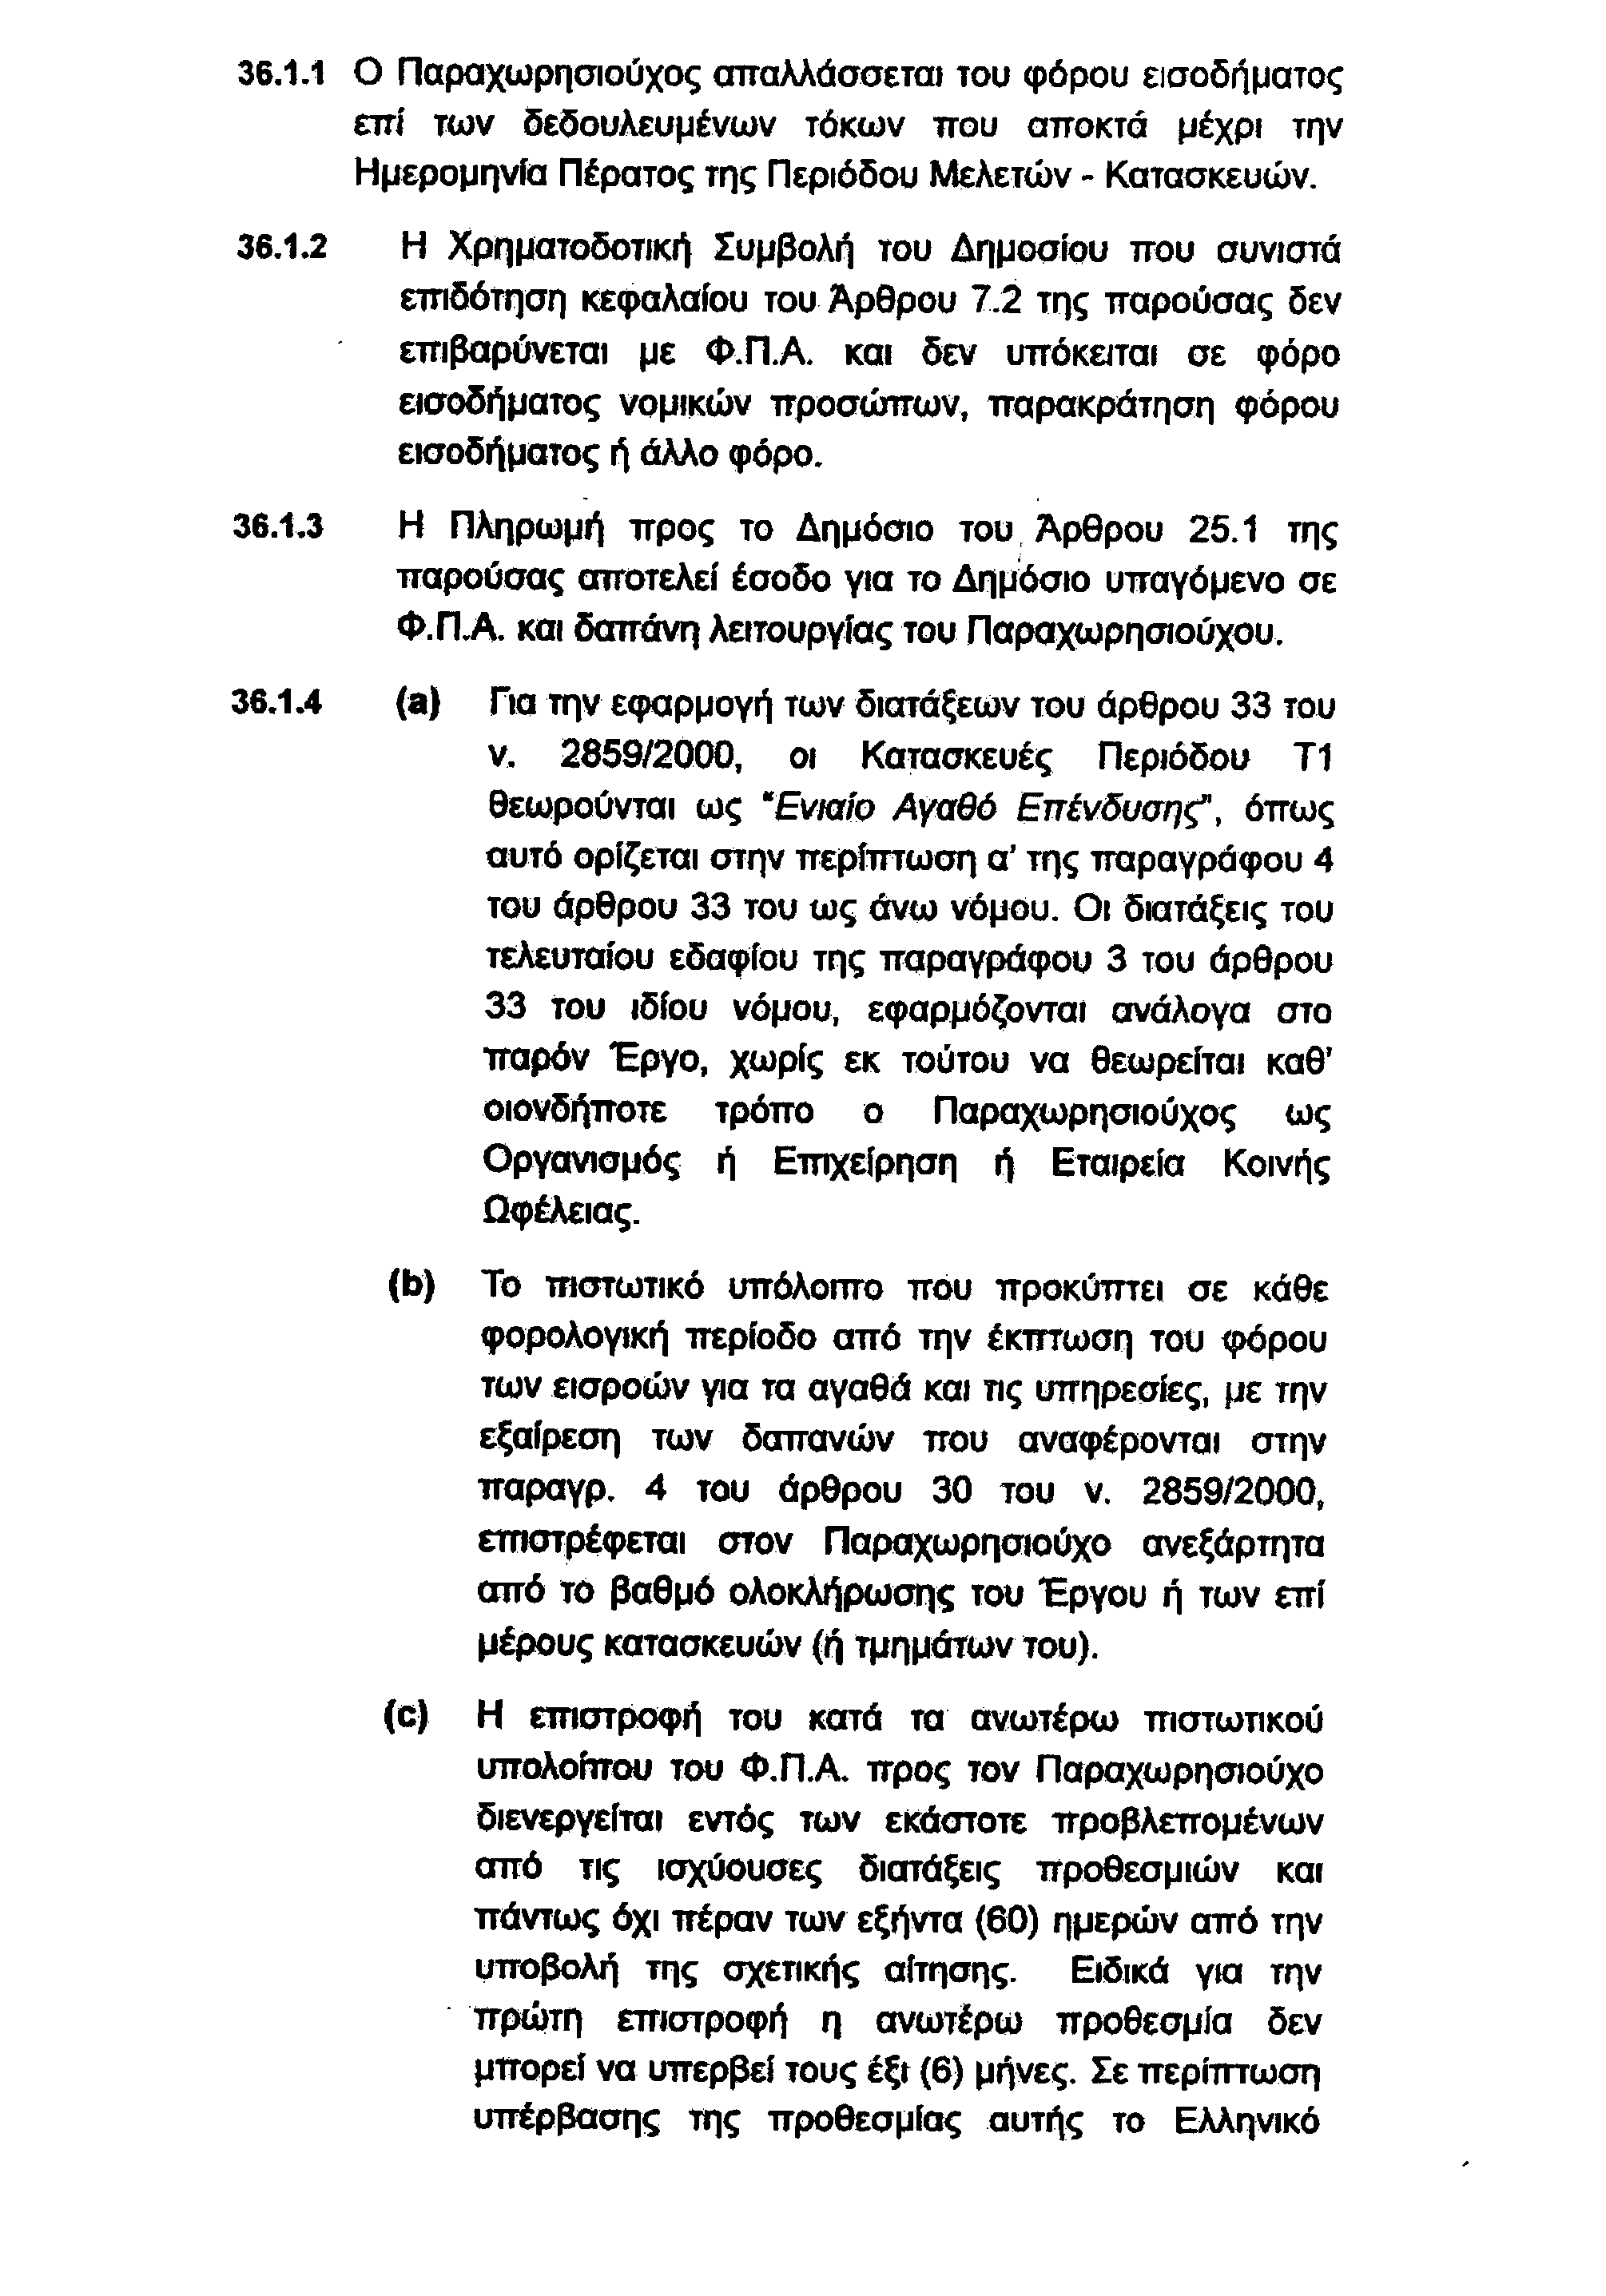 36.1.1 Ο Παραχωρησιούχος απαλλάσσεται του φόρου εισοδήματος
επί των δεδουλευμένων τόκων που αποκτά μέχρι την
Ημερομηνία Πέρατος της Περιόδου Μελετών - Κατασκευών.
36.1.2 Η Χρηματοδοτική Συμβολή του Δημοσίου που συνιστά
επιδότηση κεφαλαίου του Άρθρου 7.2 της παρούσας δεν
επιβαρύνεται με Φ.Π.Α. και δεν υπόκειται σε φόρο
εισοδήματος νομικών προσώπων, παρακράτηση φόρου
εισοδήματος ή άλλο φόρο.
36.1.3 Η Πληρωμή προς το Δημόσιο του Άρθρου 25.1 της
παρούσας αποτελεί έσοδο για το Δημόσιο υπαγόμενο σε
Φ.Π.Α. και δαπάνη λειτουργίας του Παραχωρησιούχου.
36.1.4 (a) Για την εφαρμογή των διατάξεων του άρθρου 33 του
ν. 2859/2000, οι Κατασκευές Περιόδου Τ1
θεωρούνται ως "Ενιαίο Αγαθό Επένδυσης", όπως
αυτό ορίζεται στην περίπτωση α' της παραγράφου 4
του άρθρου 33 του ως άνω νόμου. Οι διατάξεις του
τελευταίου εδαφίου της παραγράφου 3 του άρθρου
33 του ιδίου νόμου, εφαρμόζονται ανάλογα στο
παρόν Έργο, χωρίς εκ τούτου να θεωρείται καθ'
οιονδήποτε τρόπο ο Παραχωρησιούχος ως
Οργανισμός ή Επιχείρηση ή Εταιρεία Κοινής
Ωφέλειας.
(b) Το πιστωτικό υπόλοιπο που προκύπτει σε κάθε
φορολογική περίοδο από την έκπτωση του φόρου
των εισροών για τα αγαθά και τις υπηρεσίες, με την
εξαίρεση των δαπανών που αναφέρονται στην
παραγρ. 4 του άρθρου 30 του ν. 2859/2000,
επιστρέφεται στον Παραχωρησιούχο ανεξάρτητα
από το βαθμό ολοκλήρωσης του Έργου ή των επί
μέρους κατασκευών (ή τμημάτων του).
(c) Η επιστροφή του κατά τα ανωτέρω πιστωτικού
υπολοίπου του Φ.Π.Α. προς τον Παραχωρησιούχο
διενεργείται εντός των εκάστοτε προβλεπομένων
από τις ισχύουσες διατάξεις προθεσμιών και
πάντως όχι πέραν των εξήντα (60) ημερών από την
υποβολή της σχετικής αίτησης. Ειδικά για την
πρώτη επιστροφή η ανωτέρω προθεσμία δεν
μπορεί να υπερβεί τους έξι (6) μήνες. Σε περίπτωση
υπέρβασης της προθεσμίας αυτής το Ελληνικό